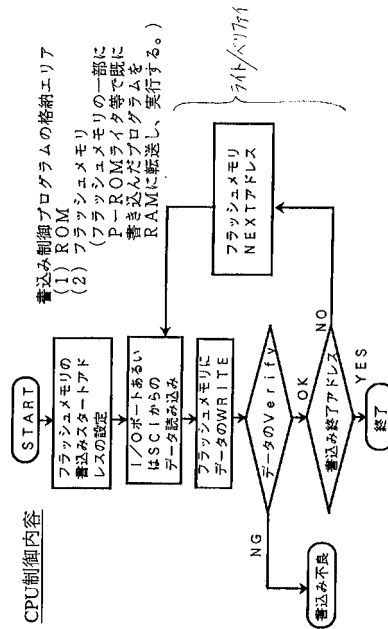 CPU制御内容
START
フラッシュメモリの
書込みスタートアド
レスの設定
I/Oポートあるい
はSCIからの
データ読み込み
フラッシュメモリに
データのWRITE
データのVerify
NG
OK
書込み不良
書込み終了アドレス
NO
YES
終了
フラッシュメモリ
NEXTアドレス
書込み制御プログラムの格納エリア
(1) ROM
(2) フラッシュメモリ
(フラッシュメモリの一部に
P-ROMライタ等で既に
書き込んだプログラムを
RAMに転送し、実行する。)
ライト/ベリファイ